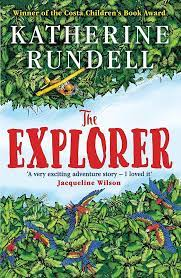 Winner of the Costa Children's Book Award
KATHERINE
RUNDELL
The
EXPLORER
'A very exciting adventure story – I loved it'
Jacqueline Wilson